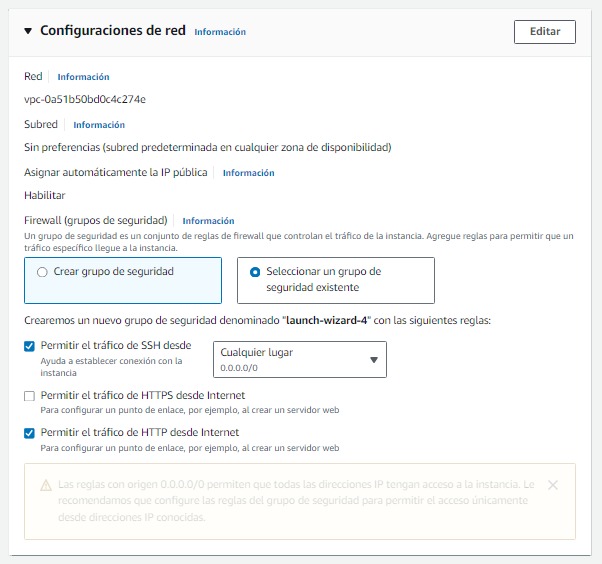 Configuraciones de red Información Editar
Red Información
vpc-0a51b50bd0c4c274e
Subred Información
Sin preferencias (subred predeterminada en cualquier zona de disponibilidad)
Asignar automáticamente la IP pública Información
Habilitar
Firewall (grupos de seguridad) Información
Un grupo de seguridad es un conjunto de reglas de firewall que controlan el tráfico de la instancia. Agregue reglas para permitir que un
tráfico específico llegue a la instancia.
Crear grupo de seguridad
Seleccionar un grupo de
seguridad existente
Crearemos un nuevo grupo de seguridad denominado "launch-wizard-4" con las siguientes reglas:
Permitir el tráfico de SSH desde
Ayuda a establecer conexión con la
instancia
Cualquier lugar
0.0.0.0/0
Permitir el tráfico de HTTPS desde Internet
Para configurar un punto de enlace, por ejemplo, al crear un servidor web
Permitir el tráfico de HTTP desde Internet
Para configurar un punto de enlace, por ejemplo, al crear un servidor web
Las reglas con origen 0.0.0.0/0 permiten que todas las direcciones IP tengan acceso a la instancia. Le
recomendamos que configure las reglas del grupo de seguridad para permitir el acceso únicamente
desde direcciones IP conocidas.